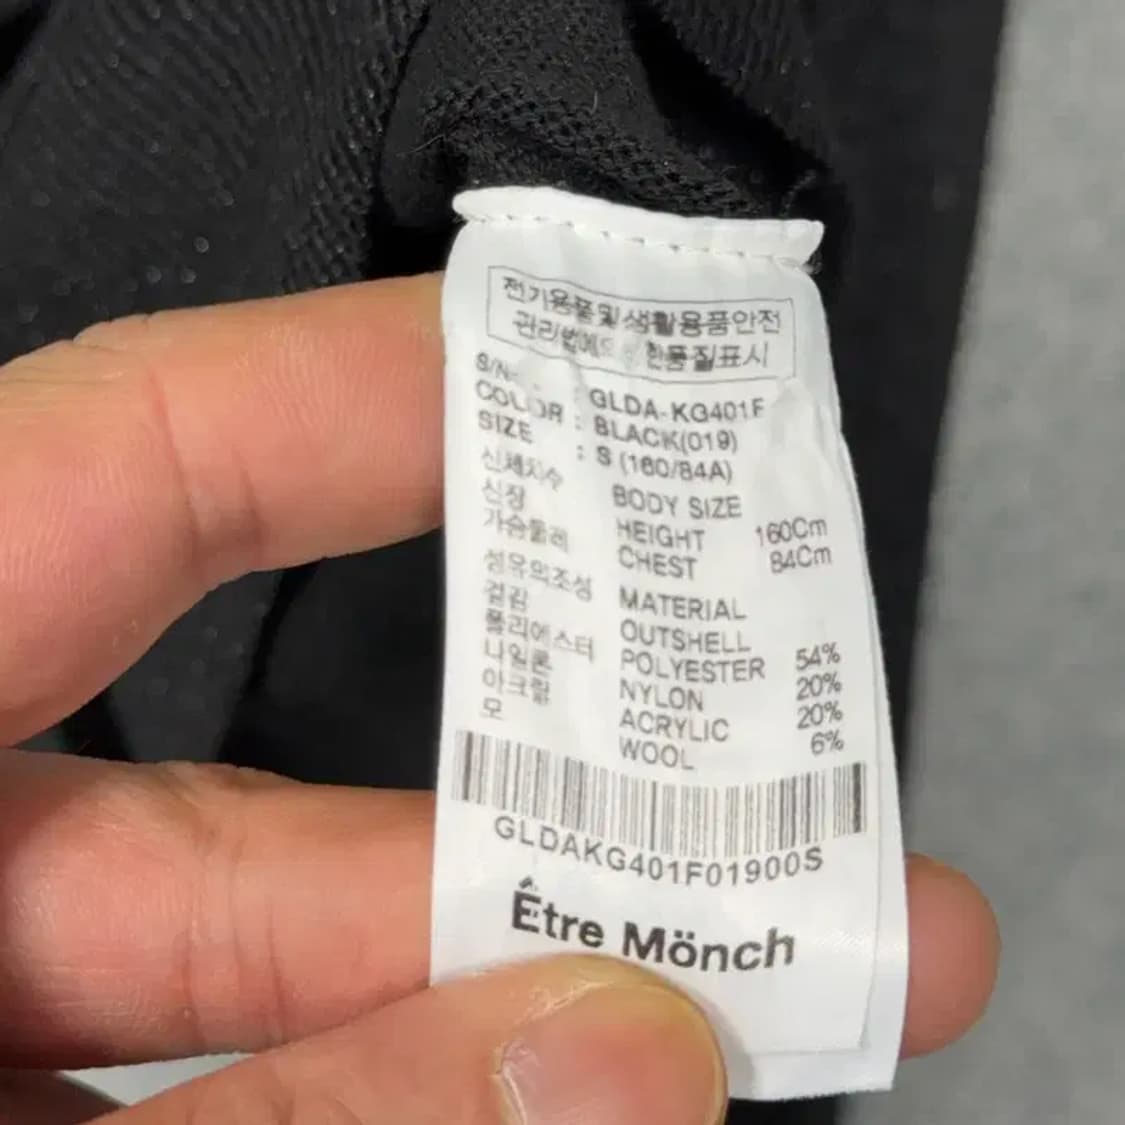 전기용품및생활용품안전
관리법에의한품질표시
S/N : GLDA-KG401F
COLOR : BLACK(019)
SIZE : S (160/84A)
신체치수 BODY SIZE
신장 HEIGHT 160Cm
가슴둘레 CHEST 84Cm
섬유의조성 MATERIAL
겉감 OUTSHELL
폴리에스터 POLYESTER 54%
나일론 NYLON 20%
아크릴 ACRYLIC 20%
모 WOOL 6%
GLDAKG401F01900S
Être Mönch